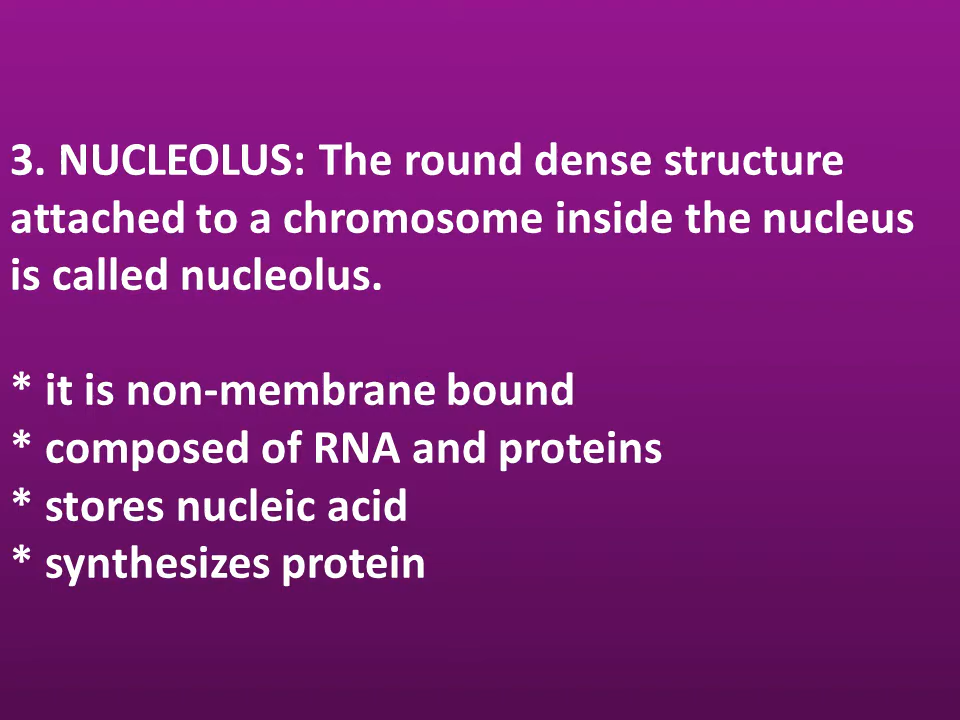 3. NUCLEOLUS: The round dense structure
attached to a chromosome inside the nucleus
is called nucleolus.
* it is non-membrane bound
* composed of RNA and proteins
* stores nucleic acid
* synthesizes protein